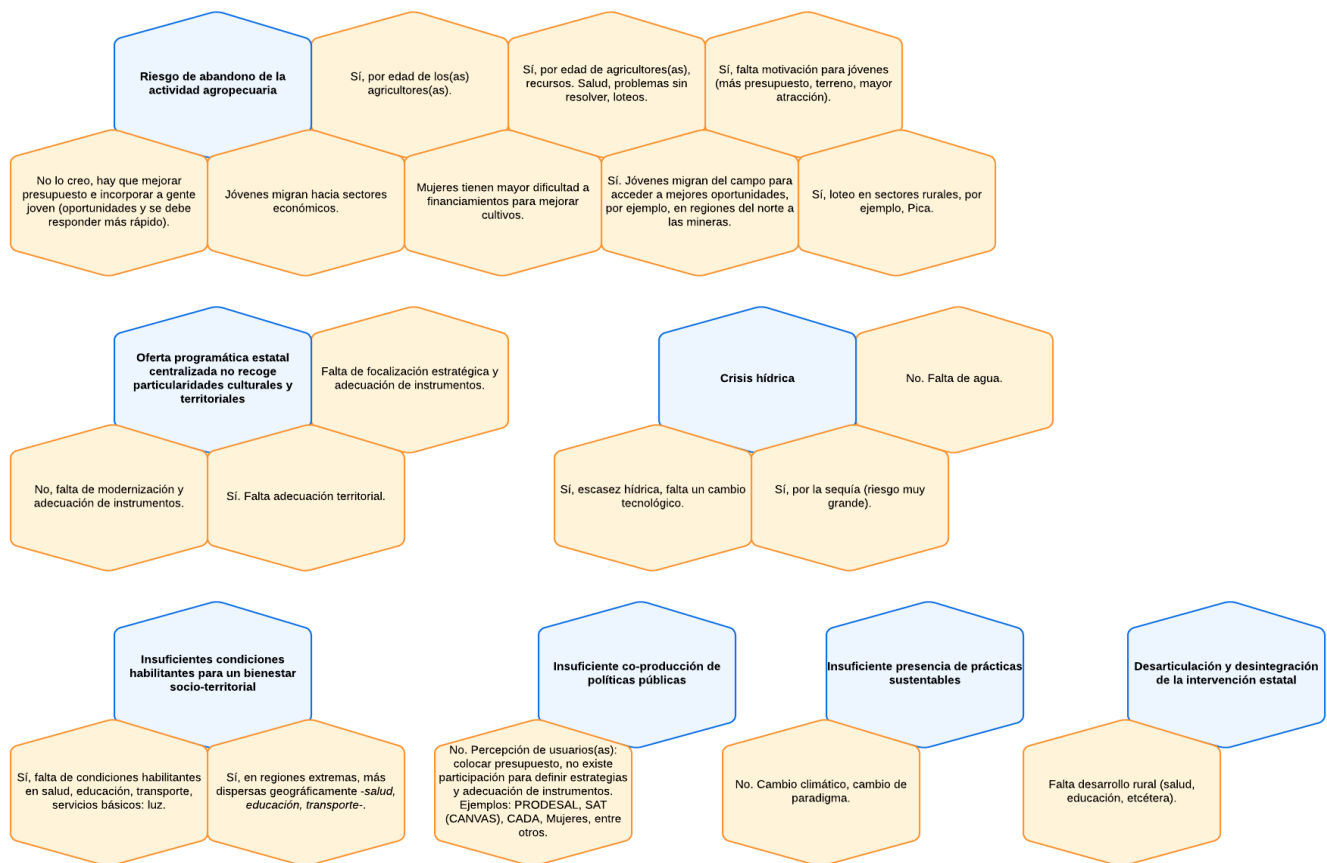 Riesgo de abandono de la
actividad agropecuaria
Sí, por edad de los(as)
agricultores(as).
Sí, por edad de agricultores(as),
recursos. Salud, problemas sin
resolver, loteos.
Sí, falta motivación para jóvenes
(más presupuesto, terreno, mayor
atracción).
No lo creo, hay que mejorar
presupuesto e incorporar a gente
joven (oportunidades y se debe
responder más rápido).
Jóvenes migran hacia sectores
económicos.
Mujeres tienen mayor dificultad a
financiamientos para mejorar
cultivos.
Sí. Jóvenes migran del campo para
acceder a mejores oportunidades,
por ejemplo, en regiones del norte a
las mineras.
Sí, loteo en sectores rurales, por
ejemplo, Pica.
Oferta programática estatal
centralizada no recoge
particularidades culturales y
territoriales
Falta de focalización estratégica y
adecuación de instrumentos.
No, falta de modernización y
adecuación de instrumentos.
Sí. Falta adecuación territorial.
Crisis hídrica
No. Falta de agua.
Sí, escasez hídrica, falta un cambio
tecnológico.
Sí, por la sequía (riesgo muy
grande).
Insuficientes condiciones
habilitantes para un bienestar
socio-territorial
Sí, falta de condiciones habilitantes
en salud, educación, transporte,
servicios básicos: luz.
Sí, en regiones extremas, más
dispersas geográficamente -salud,
educación, transporte-.
Insuficiente co-producción de
políticas públicas
No. Percepción de usuarios(as):
colocar presupuesto, no existe
participación para definir estrategias
y adecuación de instrumentos.
Ejemplos: PRODESAL, SAT
(CANVAS), CADA, Mujeres, entre
otros.
Insuficiente presencia de prácticas
sustentables
No. Cambio climático, cambio de
paradigma.
Desarticulación y desintegración
de la intervención estatal
Falta desarrollo rural (salud,
educación, etcétera).